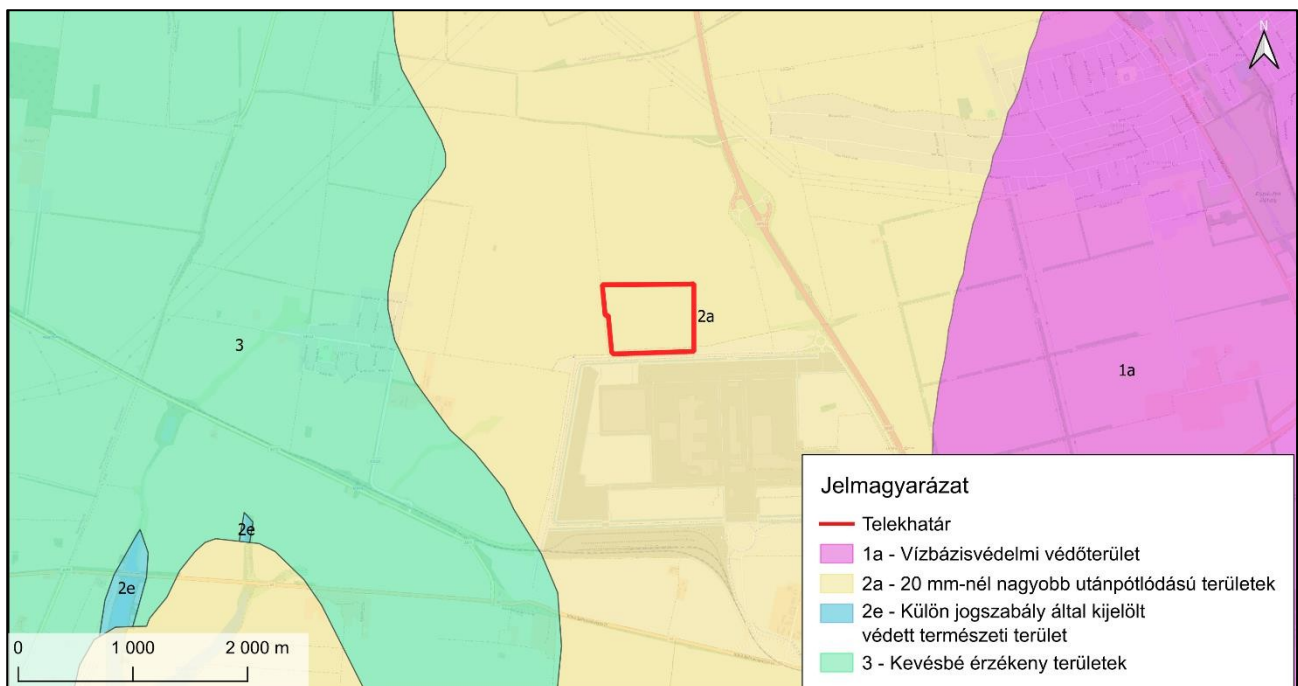 N
2a
3
1a
2e
2e
0 1 000 2 000 m
Jelmagyarázat
Telekhatár
1a - Vízbázisvédelmi védőterület
2a - 20 mm-nél nagyobb utánpótlódású területek
2e - Külön jogszabály által kijelölt
védett természeti terület
3 - Kevésbé érzékeny területek